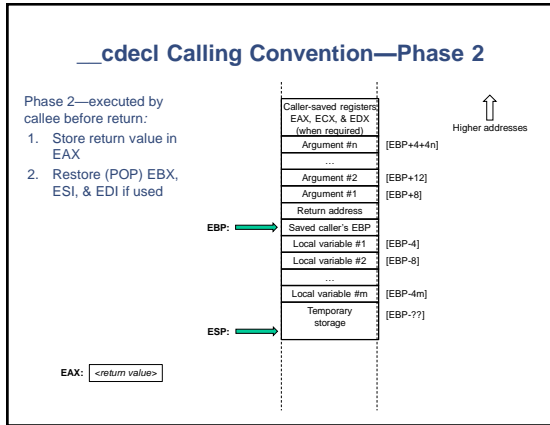 __cdecl Calling Convention—Phase 2
Phase 2—executed by
callee before return:
1. Store return value in
EAX
2. Restore (POP) EBX,
ESI, & EDI if used
Caller-saved registers
EAX, ECX, & EDX
(when required)
Higher addresses
Argument #n [EBP+4+4n]
...
Argument #2 [EBP+12]
Argument #1 [EBP+8]
Return address
EBP: Saved caller's EBP
Local variable #1 [EBP-4]
Local variable #2 [EBP-8]
...
Local variable #m [EBP-4m]
Temporary [EBP-??]
storage
ESP:
EAX: <return value>